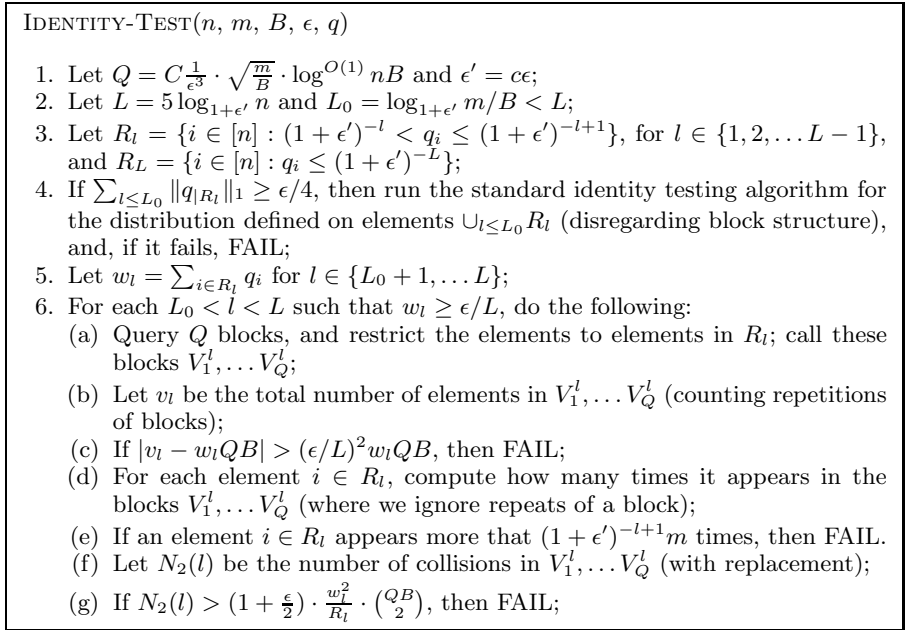 IDENTITY-TEST(n, m, B, ϵ, q)
1. Let Q = C 1/ϵ³ · √(m/B) · log^{O(1)} nB and ϵ′ = cϵ;
2. Let L = 5 log_{1+ϵ′} n and L₀ = log_{1+ϵ′} m/B < L;
3. Let R_l = {i ∈ [n] : (1 + ϵ′)^{-l} < q_i ≤ (1 + ϵ′)^{-l+1}}, for l ∈ {1, 2, . . . L − 1},
and R_L = {i ∈ [n] : q_i ≤ (1 + ϵ′)^{-L}};
4. If ∑_{l≤L₀} ‖q_{|R_l}‖₁ ≥ ϵ/4, then run the standard identity testing algorithm for
the distribution defined on elements ∪_{l≤L₀} R_l (disregarding block structure),
and, if it fails, FAIL;
5. Let w_l = ∑_{i∈R_l} q_i for l ∈ {L₀ + 1, . . . L};
6. For each L₀ < l < L such that w_l ≥ ϵ/L, do the following:
(a) Query Q blocks, and restrict the elements to elements in R_l; call these
blocks V_1^l, . . . V_Q^l;
(b) Let v_l be the total number of elements in V_1^l, . . . V_Q^l (counting repetitions
of blocks);
(c) If |v_l − w_l QB| > (ϵ/L)² w_l QB, then FAIL;
(d) For each element i ∈ R_l, compute how many times it appears in the
blocks V_1^l, . . . V_Q^l (where we ignore repeats of a block);
(e) If an element i ∈ R_l appears more that (1 + ϵ′)^{-l+1} m times, then FAIL.
(f) Let N₂(l) be the number of collisions in V_1^l, . . . V_Q^l (with replacement);
(g) If N₂(l) > (1 + ϵ/2) · w_l²/R_l · (QB choose 2), then FAIL;